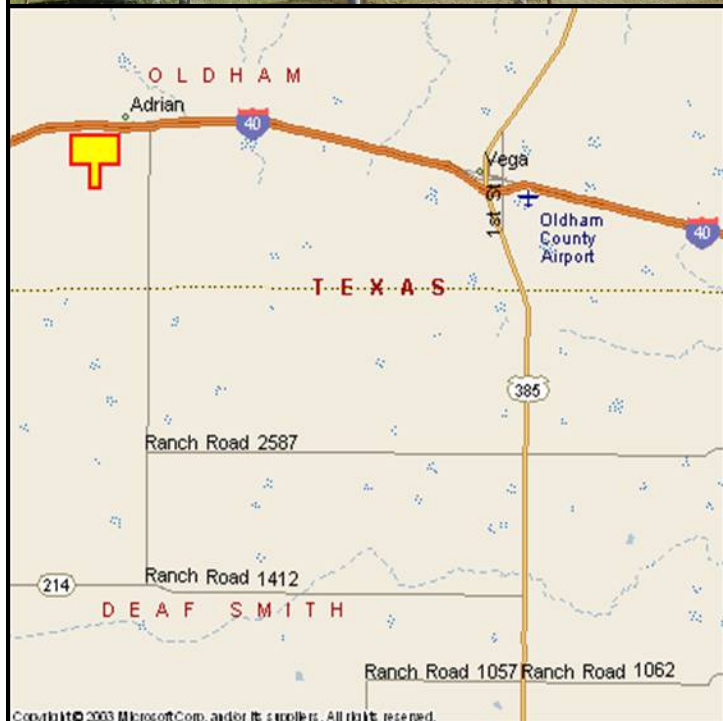 OLDHAM
Adrian
40
Vega
1st St
Oldham
County
Airport
40
TEXAS
385
Ranch Road 2587
214
Ranch Road 1412
DEAF SMITH
Ranch Road 1057 Ranch Road 1062
Copyright © 2003 Microsoft Corp. and/or its suppliers. All rights reserved.